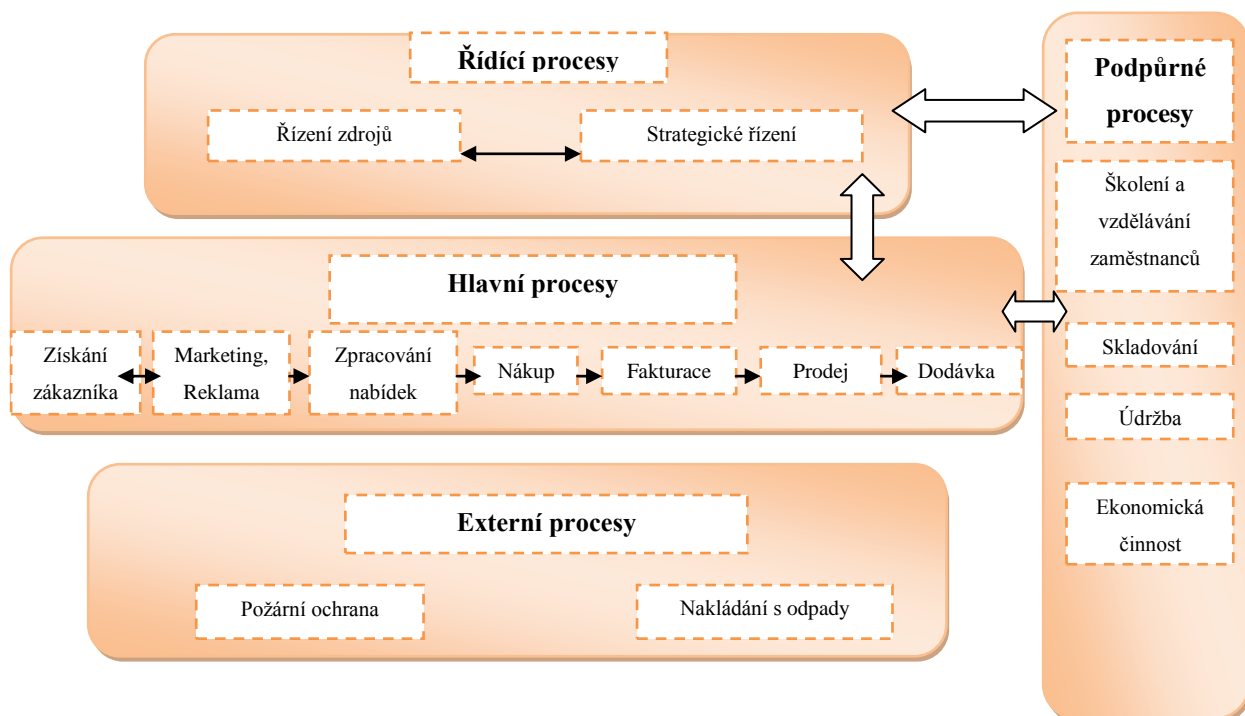 Řídící procesy
Řízení zdrojů
Strategické řízení
Hlavní procesy
Získání
zákazníka
Marketing,
Reklama
Zpracování
nabídek
Nákup
Fakturace
Prodej
Dodávka
Externí procesy
Požární ochrana
Nakládání s odpady
Podpůrné
procesy
Školení a
vzdělávání
zaměstnanců
Skladování
Údržba
Ekonomická
činnost